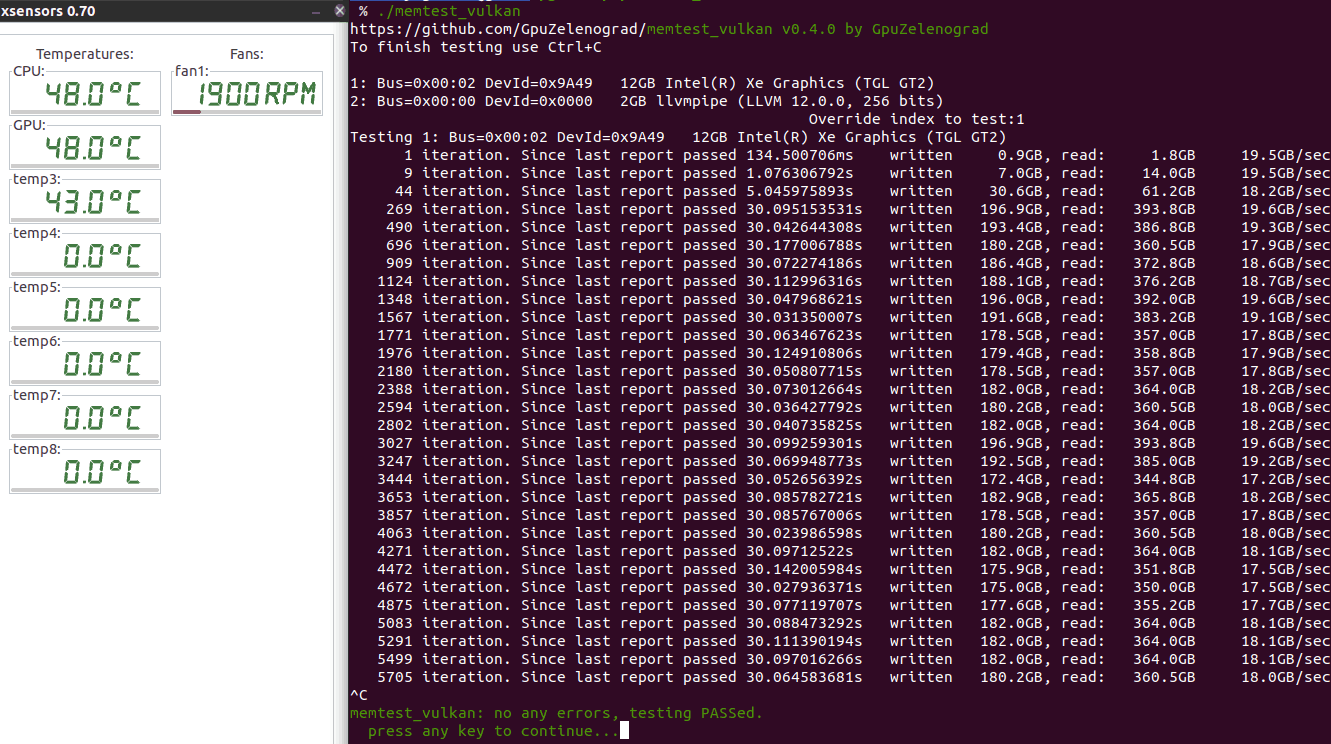 xsensors 0.70
Temperatures:
Fans:
CPU:
48.0°C
fan1:
1900RPM
GPU:
48.0°C
temp3:
43.0°C
temp4:
0.0°C
temp5:
0.0°C
temp6:
0.0°C
temp7:
0.0°C
temp8:
0.0°C
% ./memtest_vulkan
https://github.com/GpuZelenograd/memtest_vulkan v0.4.0 by GpuZelenograd
To finish testing use Ctrl+C
1: Bus=0x00:02 DevId=0x9A49   12GB Intel(R) Xe Graphics (TGL GT2)
2: Bus=0x00:00 DevId=0x0000   2GB llvmpipe (LLVM 12.0.0, 256 bits)
Override index to test:1
Testing 1: Bus=0x00:02 DevId=0x9A49   12GB Intel(R) Xe Graphics (TGL GT2)
1 iteration. Since last report passed 134.500706ms    written     0.9GB, read:     1.8GB     19.5GB/sec
9 iteration. Since last report passed 1.076306792s    written     7.0GB, read:    14.0GB     19.5GB/sec
44 iteration. Since last report passed 5.045975893s    written    30.6GB, read:    61.2GB     18.2GB/sec
269 iteration. Since last report passed 30.095153531s   written   196.9GB, read:   393.8GB     19.6GB/sec
490 iteration. Since last report passed 30.042644308s   written   193.4GB, read:   386.8GB     19.3GB/sec
696 iteration. Since last report passed 30.177006788s   written   180.2GB, read:   360.5GB     17.9GB/sec
909 iteration. Since last report passed 30.072274186s   written   186.4GB, read:   372.8GB     18.6GB/sec
1124 iteration. Since last report passed 30.112996316s   written   188.1GB, read:   376.2GB     18.7GB/sec
1348 iteration. Since last report passed 30.047968621s   written   196.0GB, read:   392.0GB     19.6GB/sec
1567 iteration. Since last report passed 30.031350007s   written   191.6GB, read:   383.2GB     19.1GB/sec
1771 iteration. Since last report passed 30.063467623s   written   178.5GB, read:   357.0GB     17.8GB/sec
1976 iteration. Since last report passed 30.124910806s   written   179.4GB, read:   358.8GB     17.9GB/sec
2180 iteration. Since last report passed 30.050807715s   written   178.5GB, read:   357.0GB     17.8GB/sec
2388 iteration. Since last report passed 30.073012664s   written   182.0GB, read:   364.0GB     18.2GB/sec
2594 iteration. Since last report passed 30.036427792s   written   180.2GB, read:   360.5GB     18.0GB/sec
2802 iteration. Since last report passed 30.040735825s   written   182.0GB, read:   364.0GB     18.2GB/sec
3027 iteration. Since last report passed 30.099259301s   written   196.9GB, read:   393.8GB     19.6GB/sec
3247 iteration. Since last report passed 30.069948773s   written   192.5GB, read:   385.0GB     19.2GB/sec
3444 iteration. Since last report passed 30.052656392s   written   172.4GB, read:   344.8GB     17.2GB/sec
3653 iteration. Since last report passed 30.085782721s   written   182.9GB, read:   365.8GB     18.2GB/sec
3857 iteration. Since last report passed 30.085767006s   written   178.5GB, read:   357.0GB     17.8GB/sec
4063 iteration. Since last report passed 30.023986598s   written   180.2GB, read:   360.5GB     18.0GB/sec
4271 iteration. Since last report passed 30.09712522s    written   182.0GB, read:   364.0GB     18.1GB/sec
4472 iteration. Since last report passed 30.142005984s   written   175.9GB, read:   351.8GB     17.5GB/sec
4672 iteration. Since last report passed 30.027936371s   written   175.0GB, read:   350.0GB     17.5GB/sec
4875 iteration. Since last report passed 30.077119707s   written   177.6GB, read:   355.2GB     17.7GB/sec
5083 iteration. Since last report passed 30.088473292s   written   182.0GB, read:   364.0GB     18.1GB/sec
5291 iteration. Since last report passed 30.111390194s   written   182.0GB, read:   364.0GB     18.1GB/sec
5499 iteration. Since last report passed 30.097016266s   written   182.0GB, read:   364.0GB     18.1GB/sec
5705 iteration. Since last report passed 30.064583681s   written   180.2GB, read:   360.5GB     18.0GB/sec
^C
memtest_vulkan: no any errors, testing PASSed.
press any key to continue...